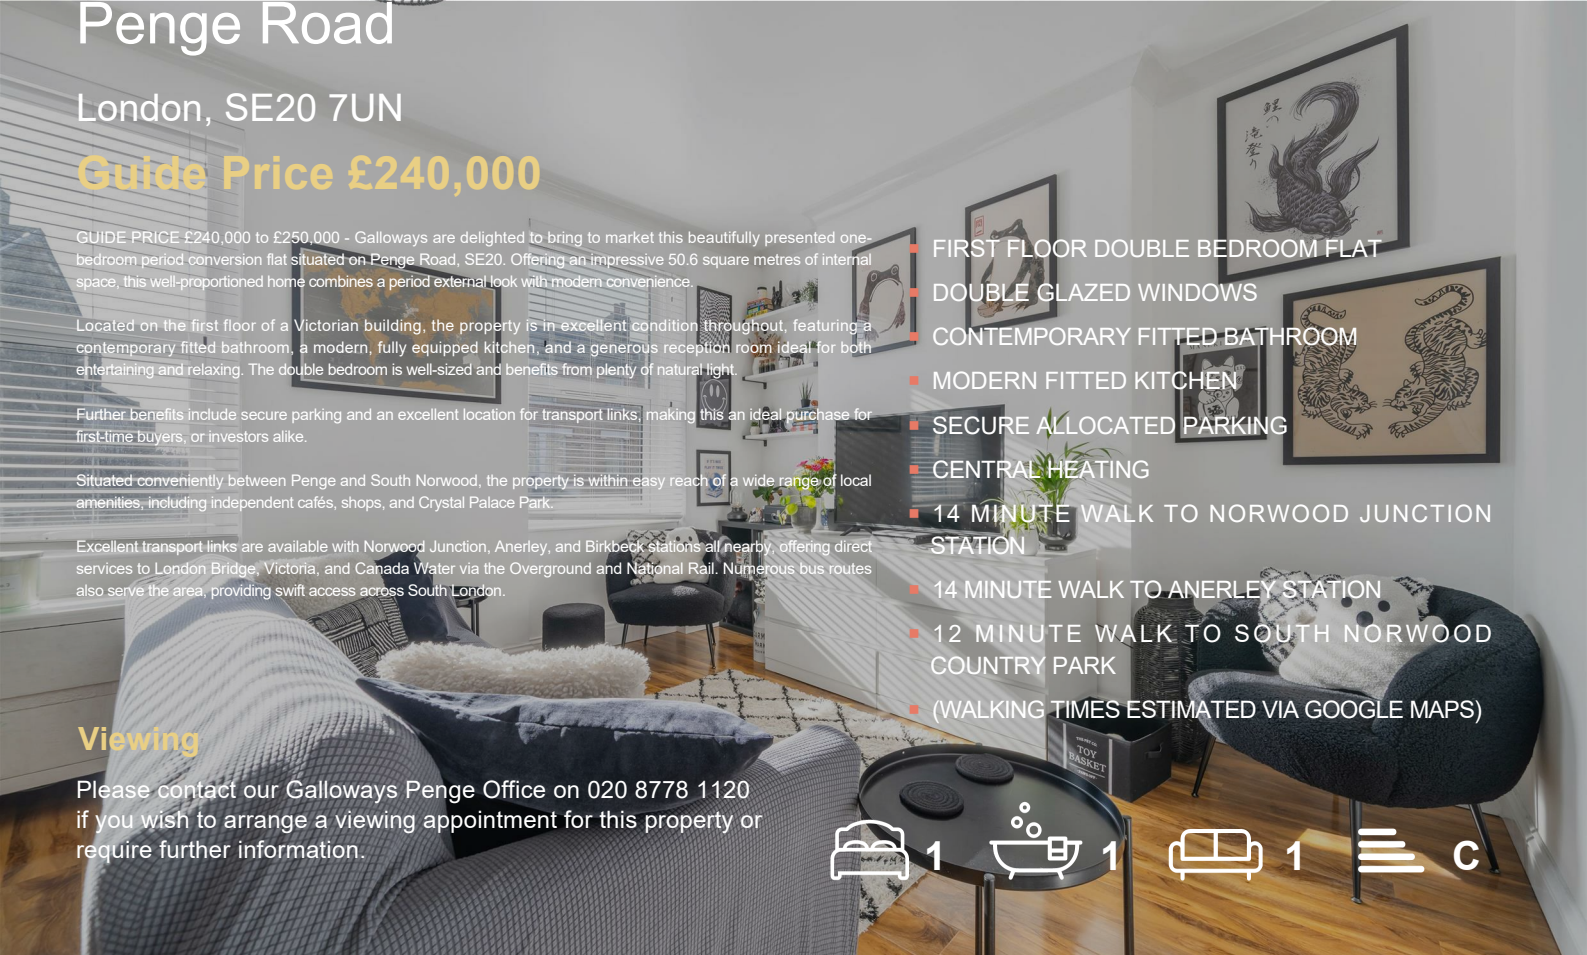 Penge Road
London, SE20 7UN
Guide Price £240,000
GUIDE PRICE £240,000 to £250,000 - Galloways are delighted to bring to market this beautifully presented one-
bedroom period conversion flat situated on Penge Road, SE20. Offering an impressive 50.6 square metres of internal
space, this well-proportioned home combines a period external look with modern convenience.
Located on the first floor of a Victorian building, the property is in excellent condition throughout, featuring a
contemporary fitted bathroom, a modern, fully equipped kitchen, and a generous reception room ideal for both
entertaining and relaxing. The double bedroom is well-sized and benefits from plenty of natural light.
Further benefits include secure parking and an excellent location for transport links, making this an ideal purchase for
first-time buyers, or investors alike.
Situated conveniently between Penge and South Norwood, the property is within easy reach of a wide range of local
amenities, including independent cafés, shops, and Crystal Palace Park.
Excellent transport links are available with Norwood Junction, Anerley, and Birkbeck stations all nearby, offering direct
services to London Bridge, Victoria, and Canada Water via the Overground and National Rail. Numerous bus routes
also serve the area, providing swift access across South London.
Viewing
Please contact our Galloways Penge Office on 020 8778 1120
if you wish to arrange a viewing appointment for this property or
require further information.
FIRST FLOOR DOUBLE BEDROOM FLAT
DOUBLE GLAZED WINDOWS
CONTEMPORARY FITTED BATHROOM
MODERN FITTED KITCHEN
SECURE ALLOCATED PARKING
CENTRAL HEATING
14 MINUTE WALK TO NORWOOD JUNCTION
STATION
14 MINUTE WALK TO ANERLEY STATION
12 MINUTE WALK TO SOUTH NORWOOD
COUNTRY PARK
(WALKING TIMES ESTIMATED VIA GOOGLE MAPS)
TOY
BASKET
1 1 1 C